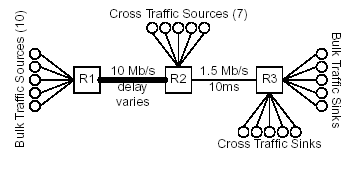 Cross Traffic Sources (7)
Bulk Traffic Sources (10)
R1
10 Mb/s
delay
varies
R2
1.5 Mb/s
10ms
R3
Bulk Traffic
Sinks
Cross Traffic Sinks